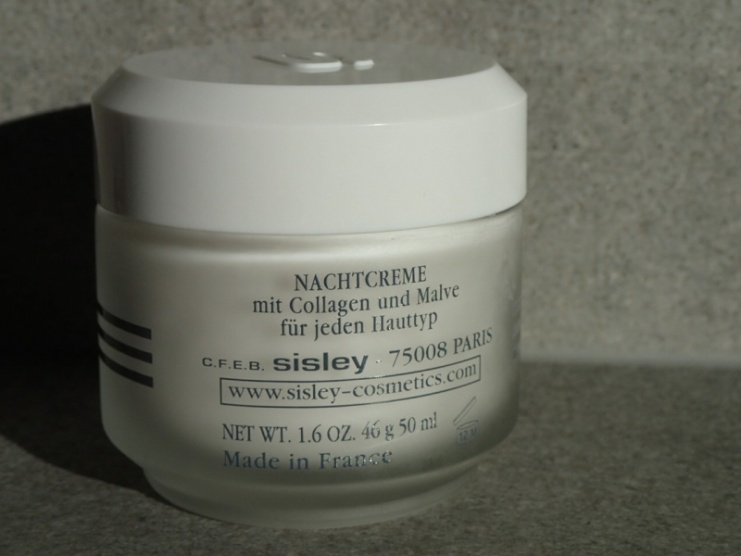 NACHTCREME
mit Collagen und Malve
für jeden Hauttyp
C.F.E.B. sisley · 75008 PARIS
www.sisley-cosmetics.com
NET WT. 1.6 OZ. 46 g 50 ml
Made in France